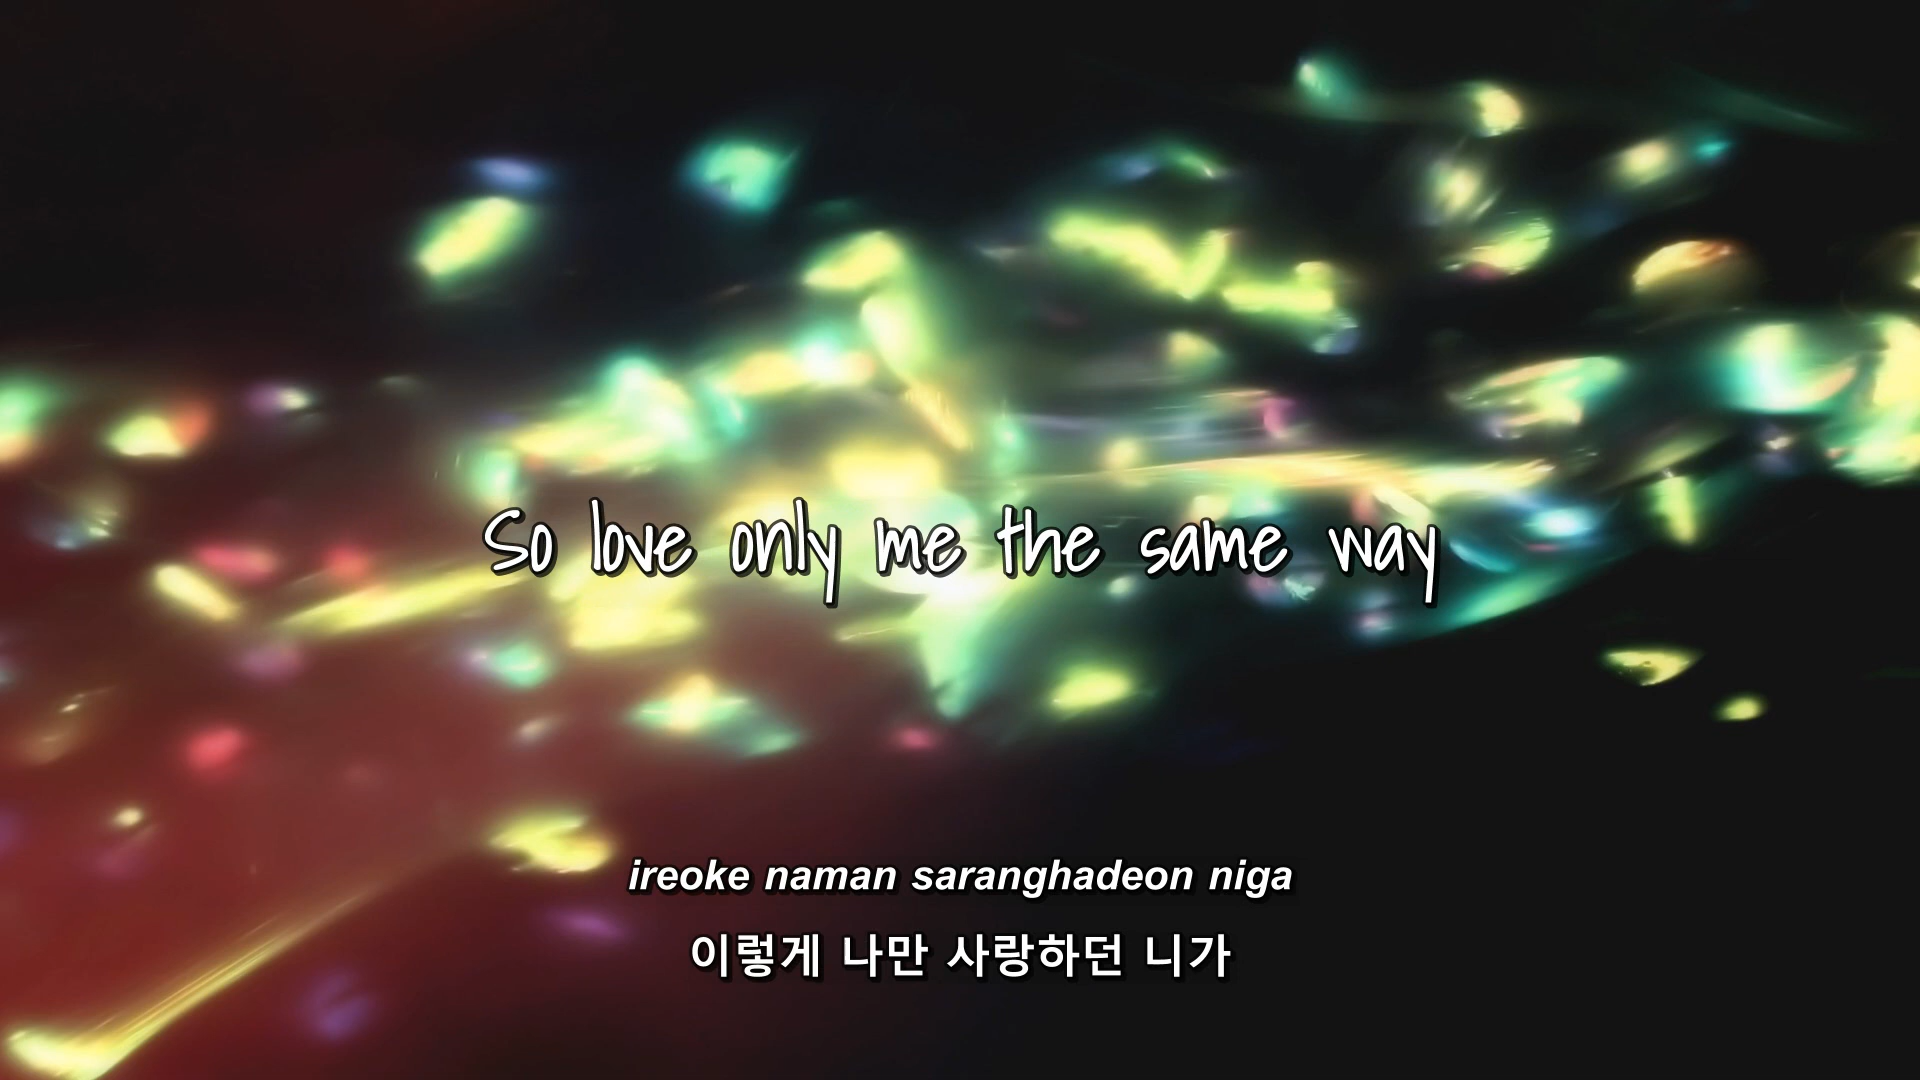 So love only me the same way
ireoke naman saranghadeon niga
이렇게 나만 사랑하던 니가